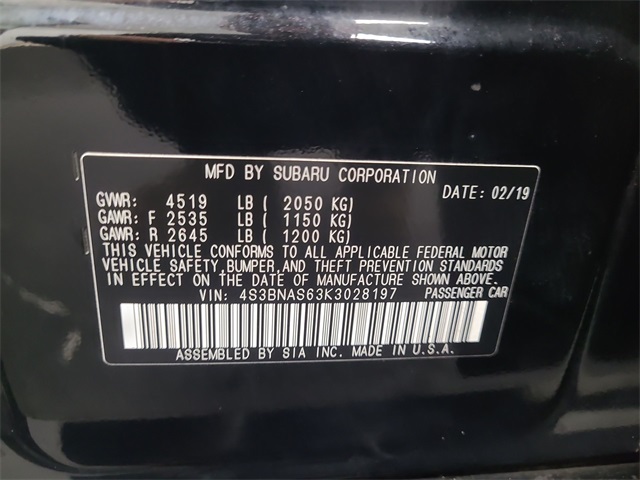 MFD BY SUBARU CORPORATION
DATE: 02/19
GVWR: 4519 LB ( 2050 KG)
GAWR: F 2535 LB ( 1150 KG)
GAWR: R 2645 LB ( 1200 KG)
THIS VEHICLE CONFORMS TO ALL APPLICABLE FEDERAL MOTOR
VEHICLE SAFETY,BUMPER,AND THEFT PREVENTION STANDARDS
IN EFFECT ON THE DATE OF MANUFACTURE SHOWN ABOVE.
VIN: 4S3BNAS63K3028197 PASSENGER CAR
ASSEMBLED BY SIA INC. MADE IN U.S.A.